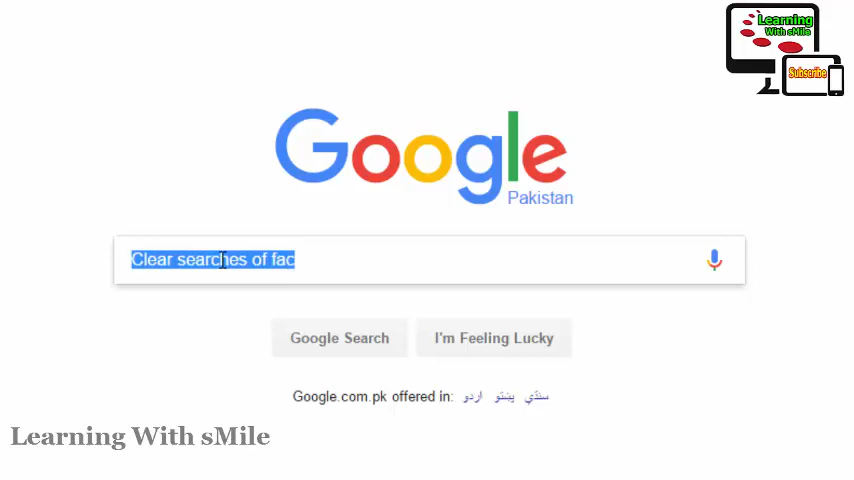 Learning
With sMile
Subscribe
Google
Pakistan
Clear searches of fac
Google Search
I'm Feeling Lucky
Google.com.pk offered in: اردو پښتو سنڌي
Learning With sMile